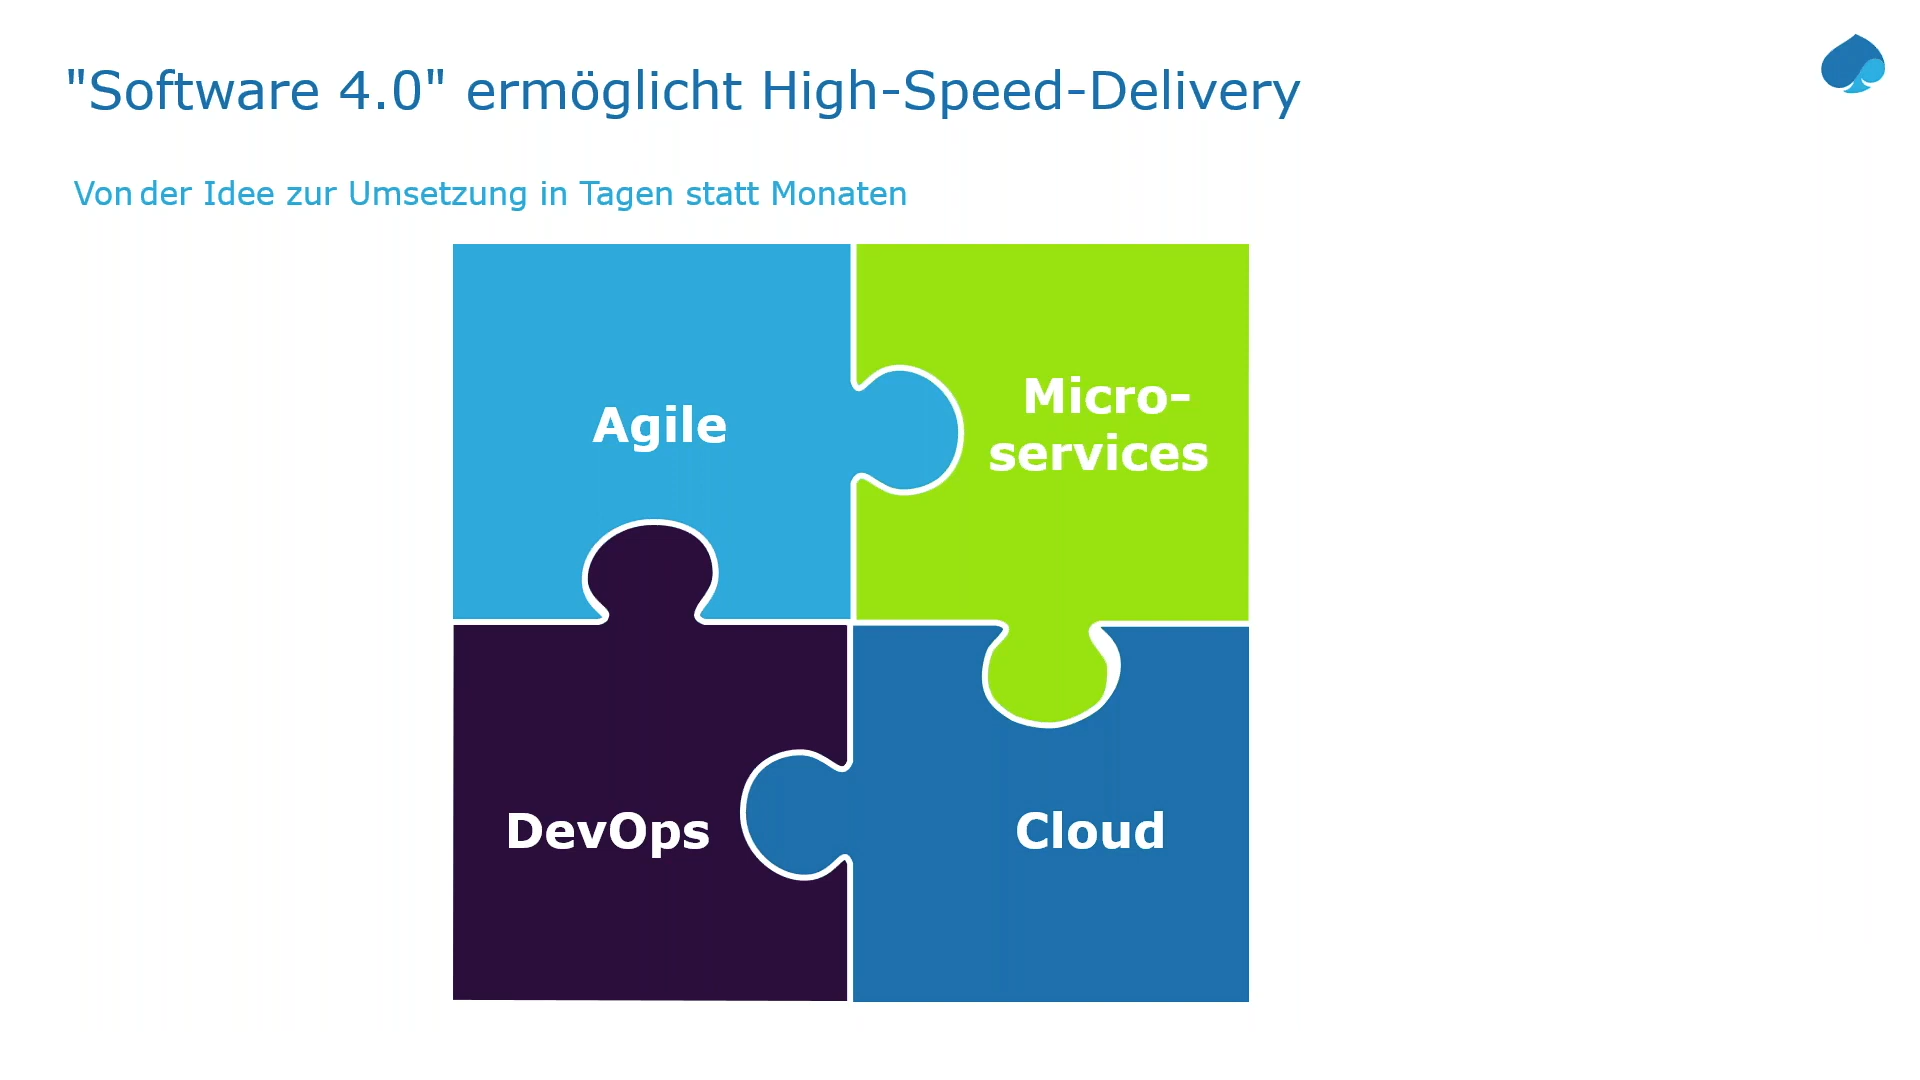 "Software 4.0" ermöglicht High-Speed-Delivery
Von der Idee zur Umsetzung in Tagen statt Monaten
Agile
Micro-
services
DevOps
Cloud